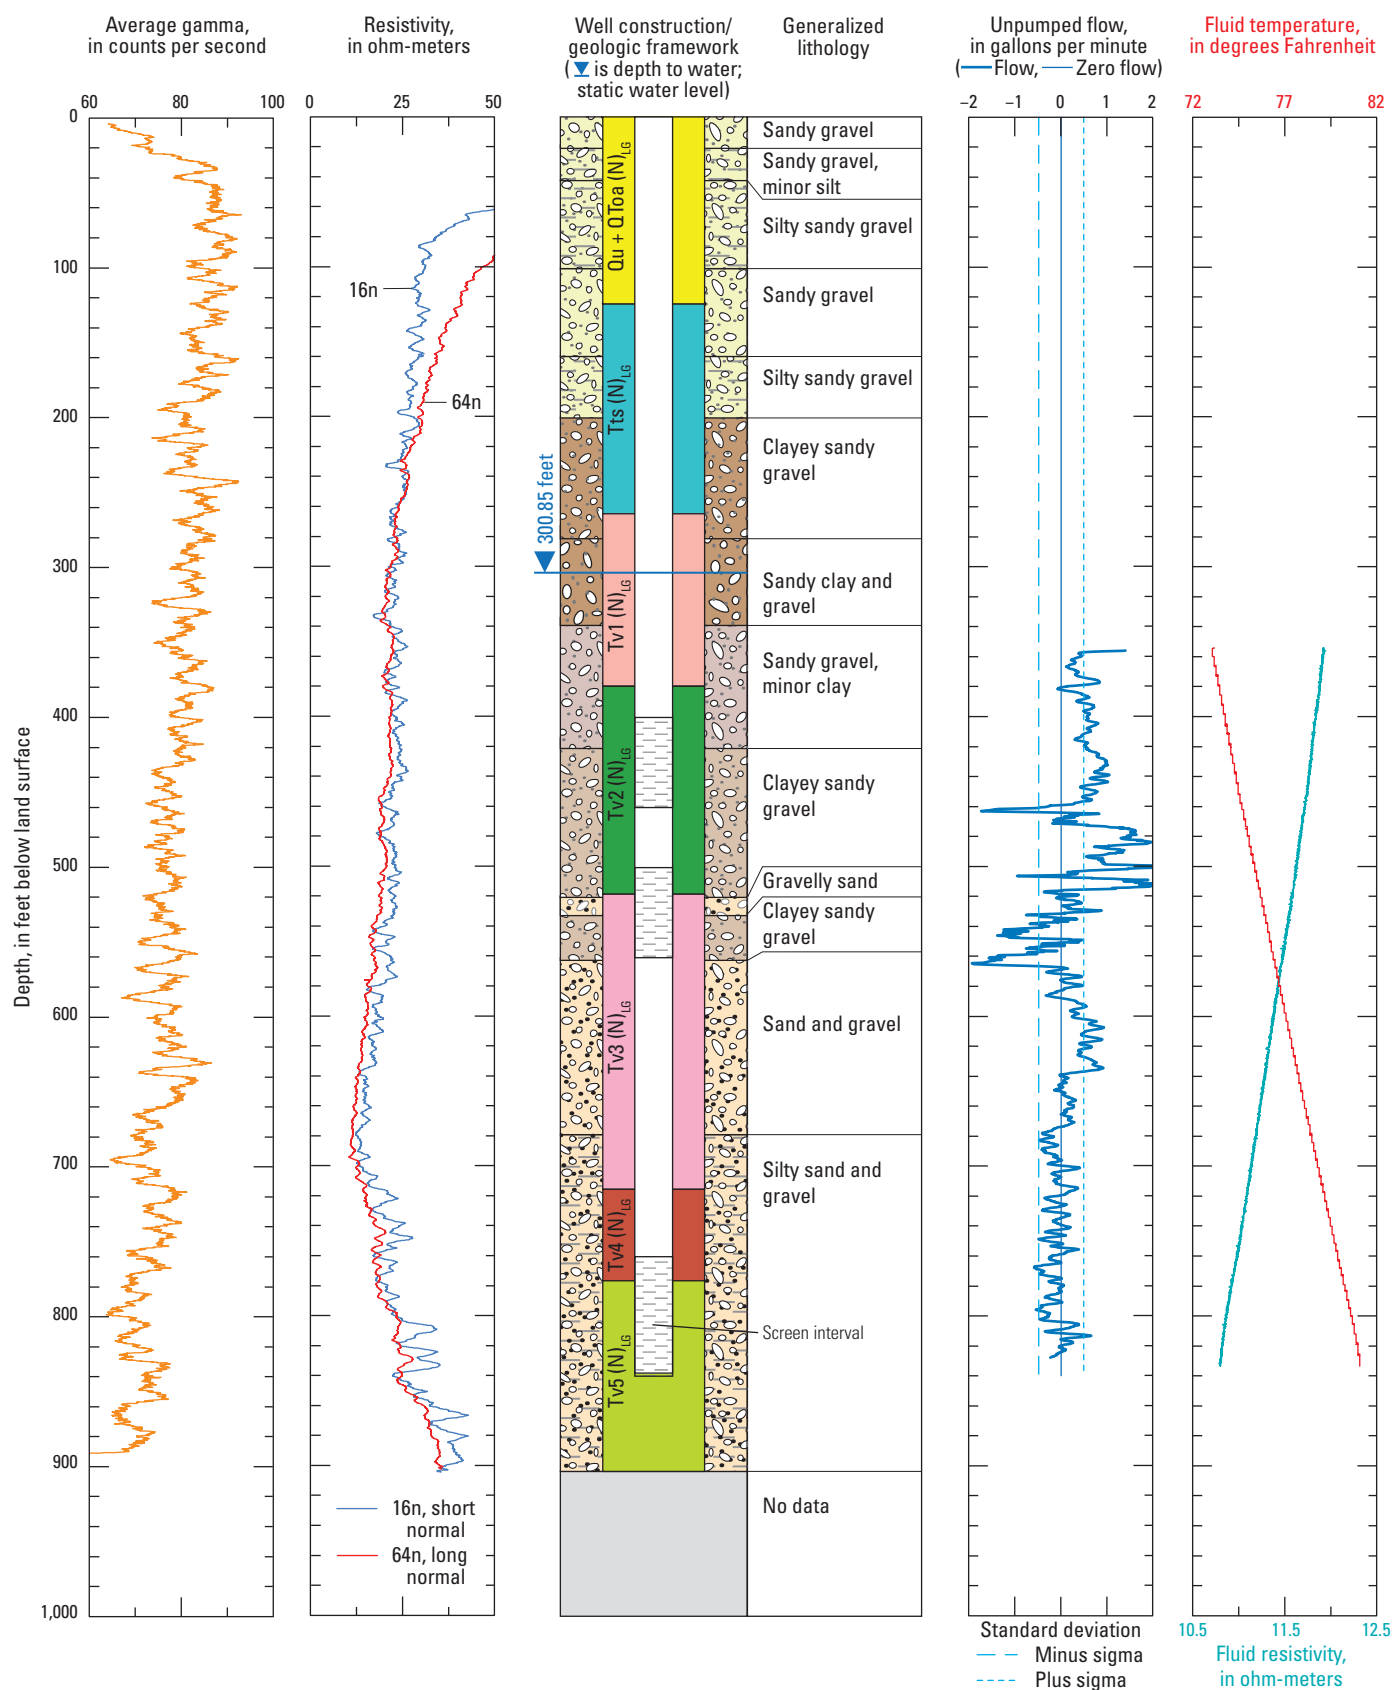 Average gamma,
in counts per second
Resistivity,
in ohm-meters
Well construction/
geologic framework
( is depth to water;
static water level)
Generalized
lithology
Unpumped flow,
in gallons per minute
( Flow, Zero flow)
Fluid temperature,
in degrees Fahrenheit
60 80 100
0 25 50
−2 −1 0 1 2
72 77 82
Depth, in feet below land surface
0
100
200
300
400
500
600
700
800
900
1,000
16n
64n
16n, short
normal
64n, long
normal
300.85 feet
Qu + QToa (N)LG
Tts (N)LG
Tv1 (N)LG
Tv2 (N)LG
Tv3 (N)LG
Tv4 (N)LG
Tv5 (N)LG
Sandy gravel
Sandy gravel,
minor silt
Silty sandy gravel
Sandy gravel
Silty sandy gravel
Clayey sandy
gravel
Sandy clay and
gravel
Sandy gravel,
minor clay
Clayey sandy
gravel
Gravelly sand
Clayey sandy
gravel
Sand and gravel
Silty sand and
gravel
Screen interval
No data
Standard deviation
Minus sigma
Plus sigma
10.5 11.5 12.5
Fluid resistivity,
in ohm-meters